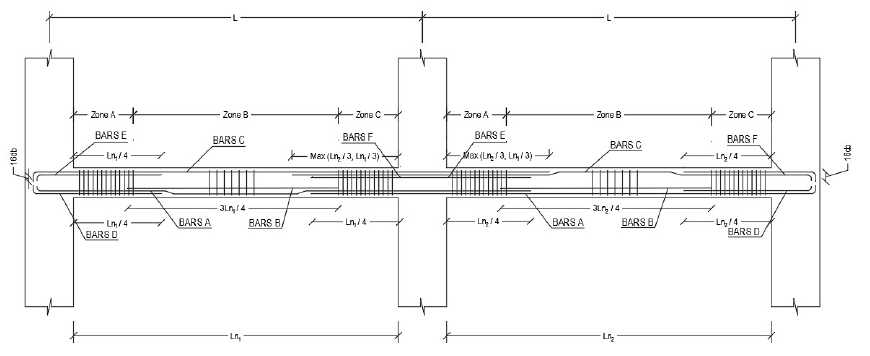 L L
Zone A Zone B Zone C Zone A Zone B Zone C
BARS E BARS C BARS F BARS E BARS C BARS F
16db Ln1 / 4 Max (Ln2 / 3, Ln1 / 3) Max (Ln2 / 3, Ln1 / 3) Ln2 / 4 16db
3Ln1 / 4 3Ln2 / 4
Ln1 / 4 BARS A BARS B Ln1 / 4 Ln2 / 4 BARS A BARS B Ln2 / 4
BARS D BARS D
Ln1 Ln2